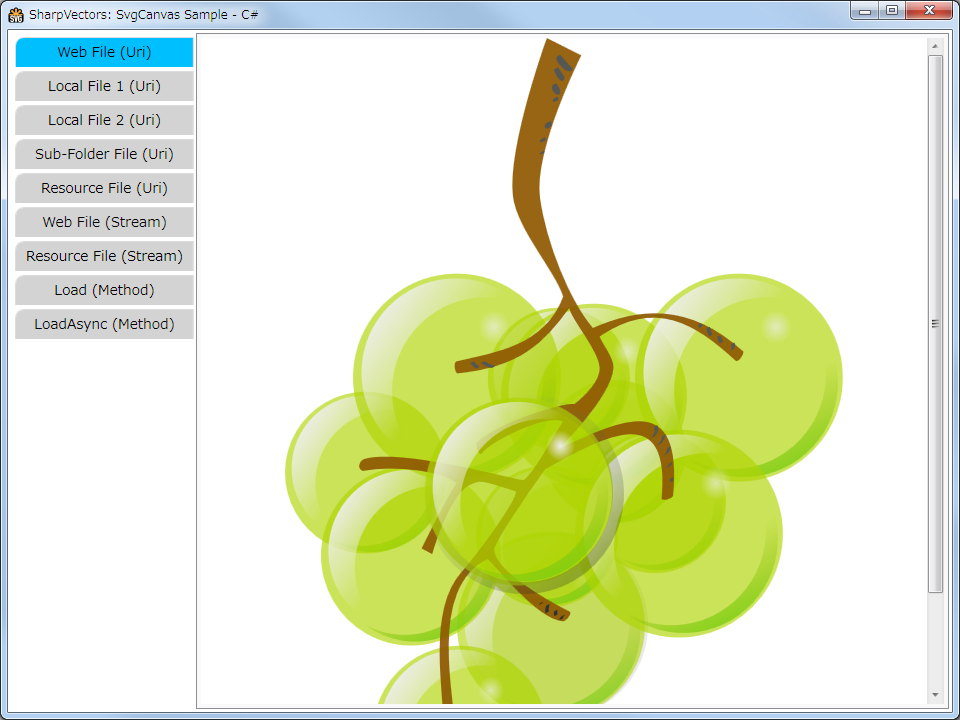 SharpVectors: SvgCanvas Sample - C#
Web File (Uri)
Local File 1 (Uri)
Local File 2 (Uri)
Sub-Folder File (Uri)
Resource File (Uri)
Web File (Stream)
Resource File (Stream)
Load (Method)
LoadAsync (Method)